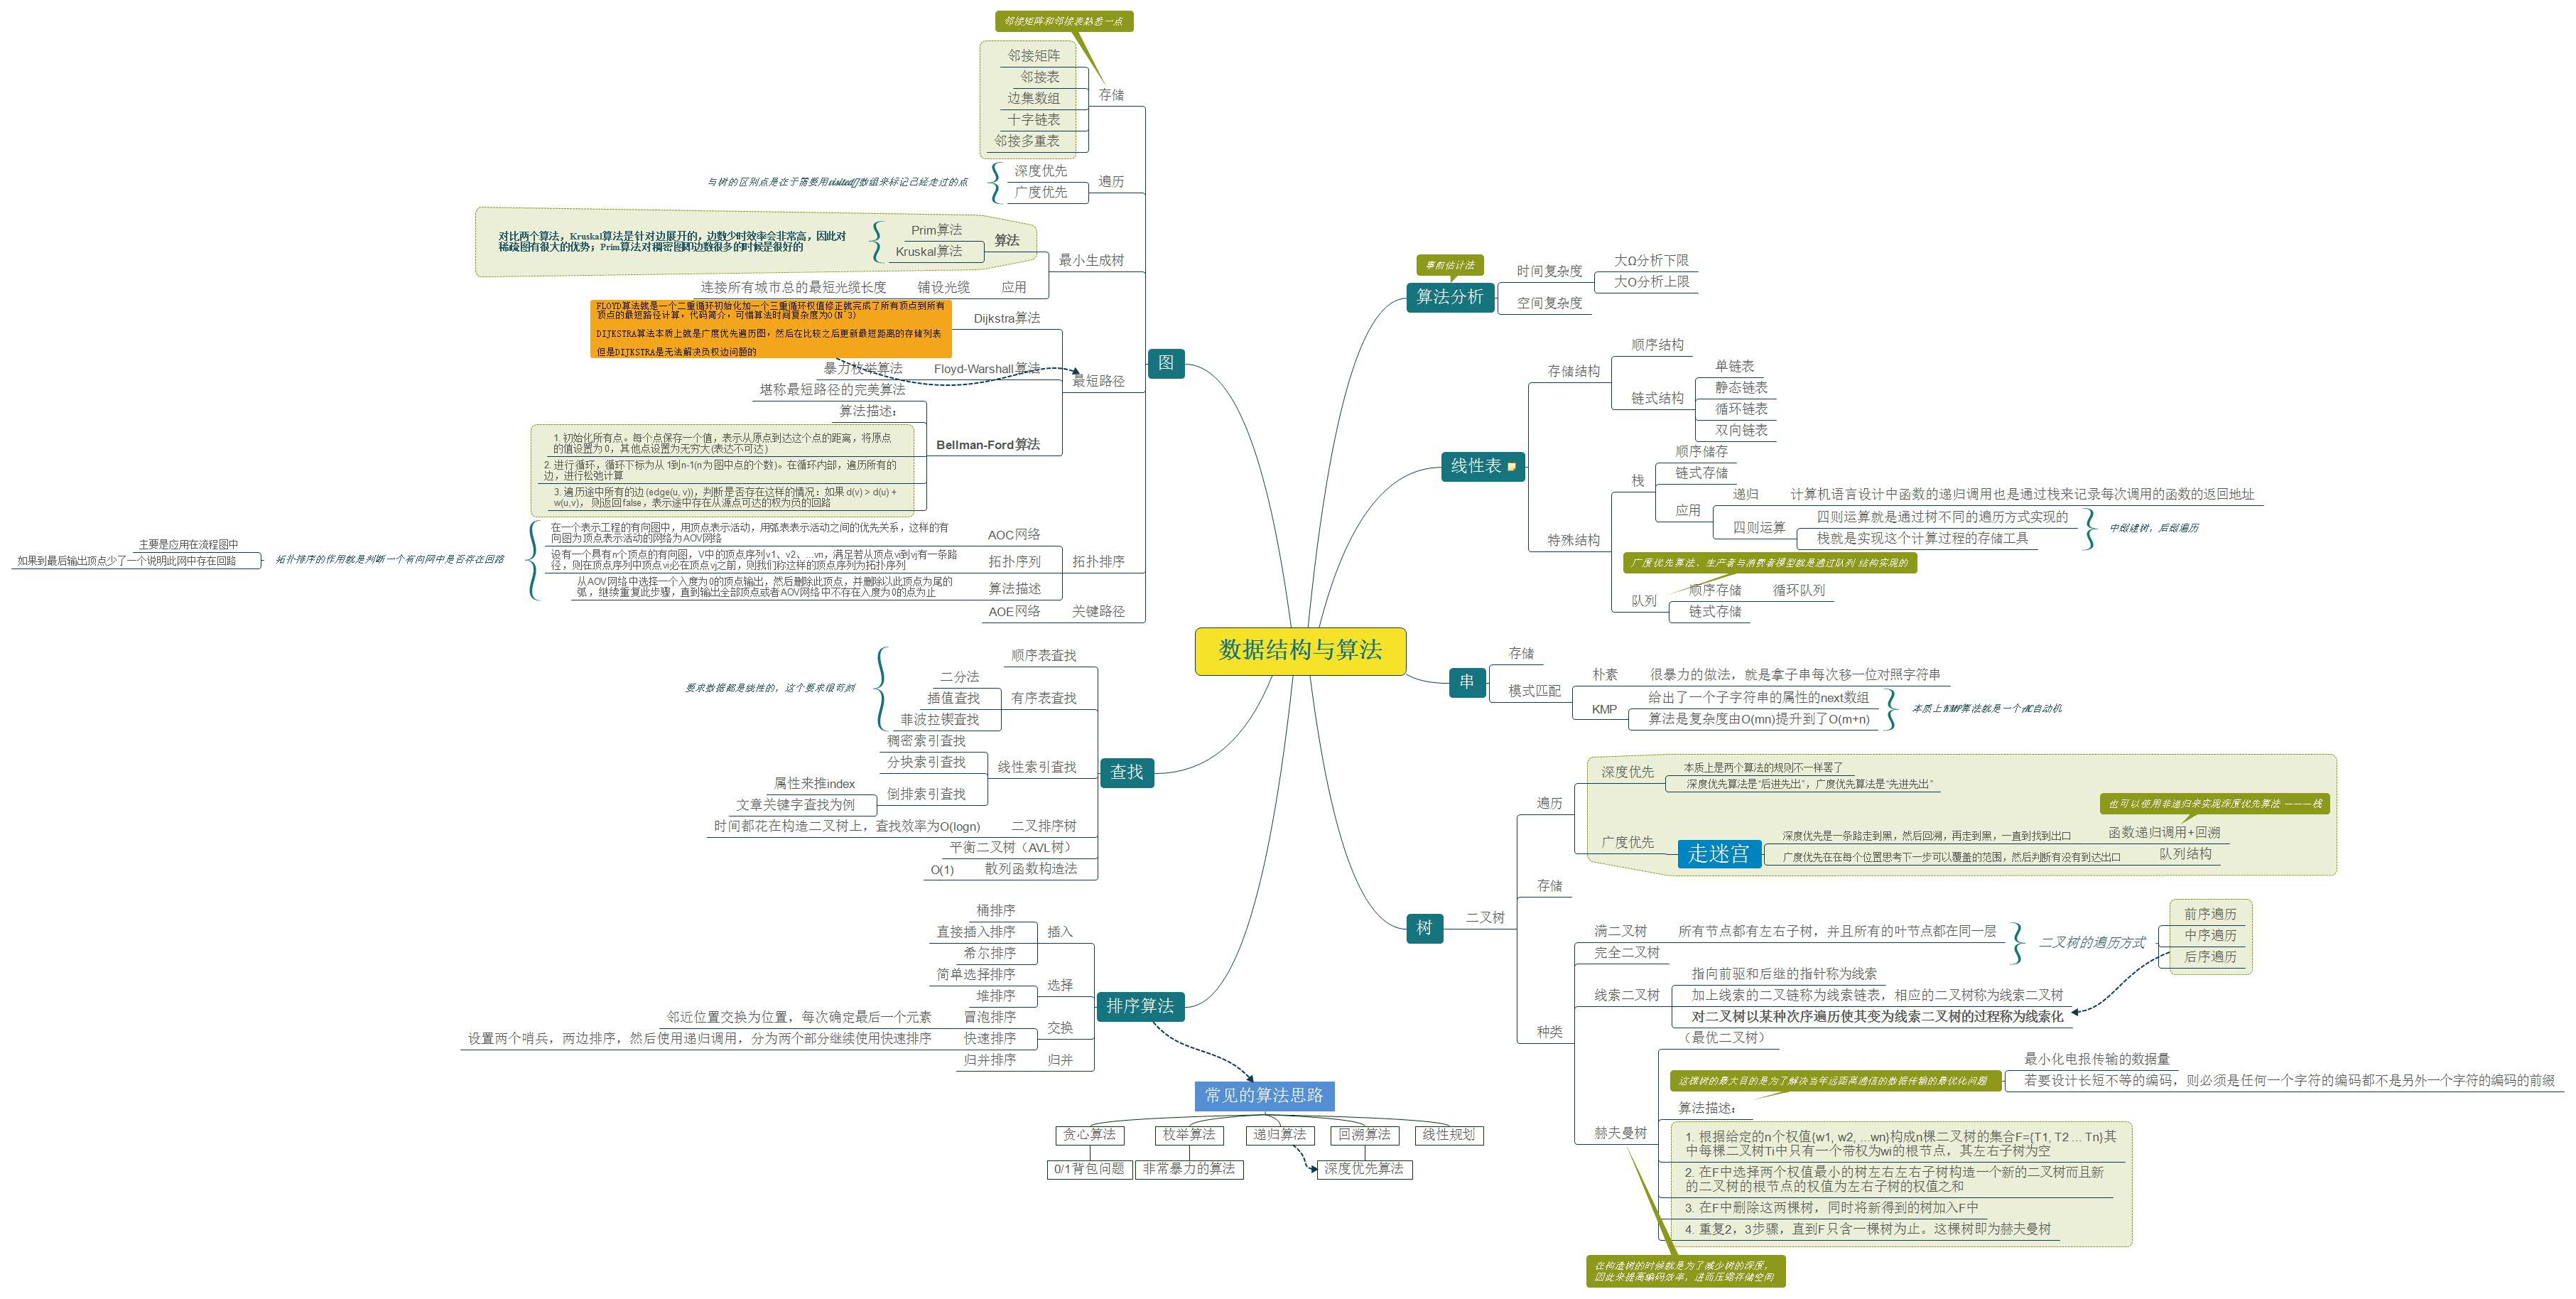 数据结构与算法
算法分析
事前估计法
时间复杂度
大Ω分析下限
大O分析上限
空间复杂度
线性表
存储结构
顺序结构
链式结构
单链表
静态链表
循环链表
双向链表
特殊结构
栈
顺序储存
链式存储
应用
递归
计算机语言设计中函数的递归调用也是通过栈来记录每次调用的函数的返回地址
四则运算
四则运算就是通过树不同的遍历方式实现的
栈就是实现这个计算过程的存储工具
中缀建树，后缀遍历
广度优先算法、生产者与消费者模型就是通过队列 结构实现的
队列
顺序存储
循环队列
链式存储
串
存储
模式匹配
朴素
很暴力的做法，就是拿子串每次移一位对照字符串
KMP
给出了一个子字符串的属性的next数组
算法是复杂度由O(mn)提升到了O(m+n)
本质上KMP算法就是一个AC自动机
树
二叉树
遍历
深度优先
本质上是两个算法的规则不一样罢了
深度优先算法是“后进先出”，广度优先算法是“先进先出”
广度优先
走迷宫
深度优先是一条路走到黑，然后回溯，再走到黑，一直到找到出口
函数递归调用+回溯
也可以使用非递归来实现深度优先算法 ———栈
广度优先在在每个位置思考下一步可以覆盖的范围，然后判断有没有到达出口
队列结构
存储
种类
满二叉树
所有节点都有左右子树，并且所有的叶节点都在同一层
完全二叉树
二叉树的遍历方式
前序遍历
中序遍历
后序遍历
线索二叉树
指向前驱和后继的指针称为线索
加上线索的二叉链称为线索链表，相应的二叉树称为线索二叉树
对二叉树以某种次序遍历使其变为线索二叉树的过程称为线索化
赫夫曼树
（最优二叉树）
这棵树的最大目的是为了解决当年远距离通信的数据传输的最优化问题
最小化电报传输的数据量
若要设计长短不等的编码，则必须是任何一个字符的编码都不是另外一个字符的编码的前缀
算法描述：
1. 根据给定的n个权值{w1, w2, ...wn}构成n棵二叉树的集合F={T1, T2 ... Tn}其
中每棵二叉树Ti中只有一个带权为wi的根节点，其左右子树为空
2. 在F中选择两个权值最小的树左右左右子树构造一个新的二叉树而且新
的二叉树的根节点的权值为左右子树的权值之和
3. 在F中删除这两棵树，同时将新得到的树加入F中
4. 重复2，3步骤，直到F只含一棵树为止。这棵树即为赫夫曼树
在构造树的时候就是为了减少树的深度，
因此来提高编码效率，进而压缩存储空间
图
存储
邻接矩阵和邻接表熟悉一点
邻接矩阵
邻接表
边集数组
十字链表
邻接多重表
遍历
深度优先
广度优先
与树的区别点是在于需要用visited[]数组来标记已经走过的点
最小生成树
算法
Prim算法
Kruskal算法
对比两个算法，Kruskal算法是针对边展开的，边数少时效率会非常高，因此对
稀疏图有很大的优势；Prim算法对稠密图即边数很多的时候是很好的
应用
铺设光缆
连接所有城市总的最短光缆长度
最短路径
FLOYD算法就是一个二重循环初始化加一个三重循环权值修正就完成了所有顶点到所有
顶点的最短路径计算，代码简介，可惜算法时间复杂度为O(N^3)
DIJKSTRA算法本质上就是广度优先遍历图，然后在比较之后更新最短距离的存储列表
但是DIJKSTRA是无法解决负权边问题的
Dijkstra算法
Floyd-Warshall算法
暴力枚举算法
Bellman-Ford算法
堪称最短路径的完美算法
算法描述：
1. 初始化所有点。每个点保存一个值，表示从原点到达这个点的距离，将原点
的值设置为 0，其他点设置为无穷大(表达不可达)
2. 进行循环，循环下标为从 1到n-1(n为图中点的个数)。在循环内部，遍历所有的
边，进行松弛计算
3. 遍历途中所有的边 (edge(u, v))，判断是否存在这样的情况：如果 d(v) > d(u) +
w(u,v)， 则返回false，表示途中存在从源点可达的权为负的回路
拓扑排序
AOC网络
在一个表示工程的有向图中，用顶点表示活动，用弧表表示活动之间的优先关系，这样的有
向图为顶点表示活动的网络为AOV网络
拓扑序列
设有一个具有n个顶点的有向图，V中的顶点序列v1、v2、...vn，满足若从顶点vi到vj有一条路
径，则在顶点序列中顶点vi必在顶点vj之前，则我们称这样的顶点序列为拓扑序列
算法描述
从AOV网络中选择一个入度为0的顶点输出，然后删除此顶点，并删除以此顶点为尾的
弧，继续重复此步骤，直到输出全部顶点或者AOV网络中不存在入度为0的点为止
拓扑排序的作用就是判断一个有向网中是否存在回路
主要是应用在流程图中
如果到最后输出顶点少了一个说明此网中存在回路
关键路径
AOE网络
查找
顺序表查找
有序表查找
二分法
插值查找
菲波拉锲查找
要求数据都是线性的，这个要求很苛刻
线性索引查找
稠密索引查找
分块索引查找
倒排索引查找
属性来推index
文章关键字查找为例
二叉排序树
时间都花在构造二叉树上，查找效率为O(logn)
平衡二叉树（AVL树）
散列函数构造法
O(1)
排序算法
插入
桶排序
直接插入排序
希尔排序
选择
简单选择排序
堆排序
交换
冒泡排序
邻近位置交换为位置，每次确定最后一个元素
快速排序
设置两个哨兵，两边排序，然后使用递归调用，分为两个部分继续使用快速排序
归并
归并排序
常见的算法思路
贪心算法
枚举算法
递归算法
回溯算法
线性规划
0/1背包问题
非常暴力的算法
深度优先算法